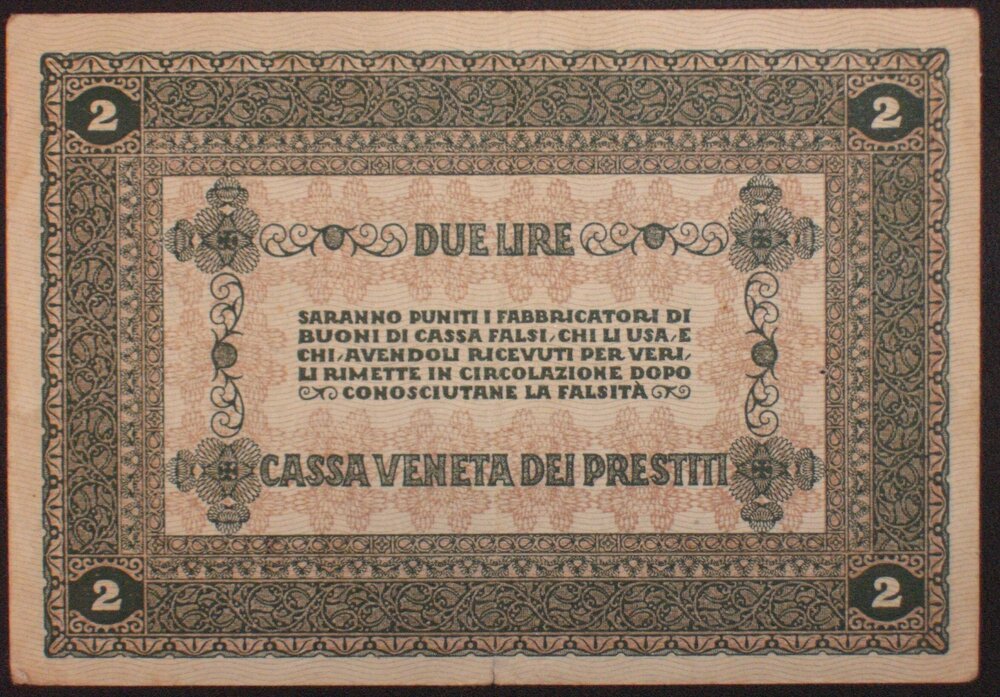 2 2
DUE LIRE
SARANNO PUNITI I FABBRICATORI DI
BUONI DI CASSA FALSI, CHI LI USA, E
CHI, AVENDOLI RICEVUTI PER VERI,
LI RIMETTE IN CIRCOLAZIONE DOPO
CONOSCIUTANE LA FALSITÀ
CASSA VENETA DEI PRESTITI
2 2